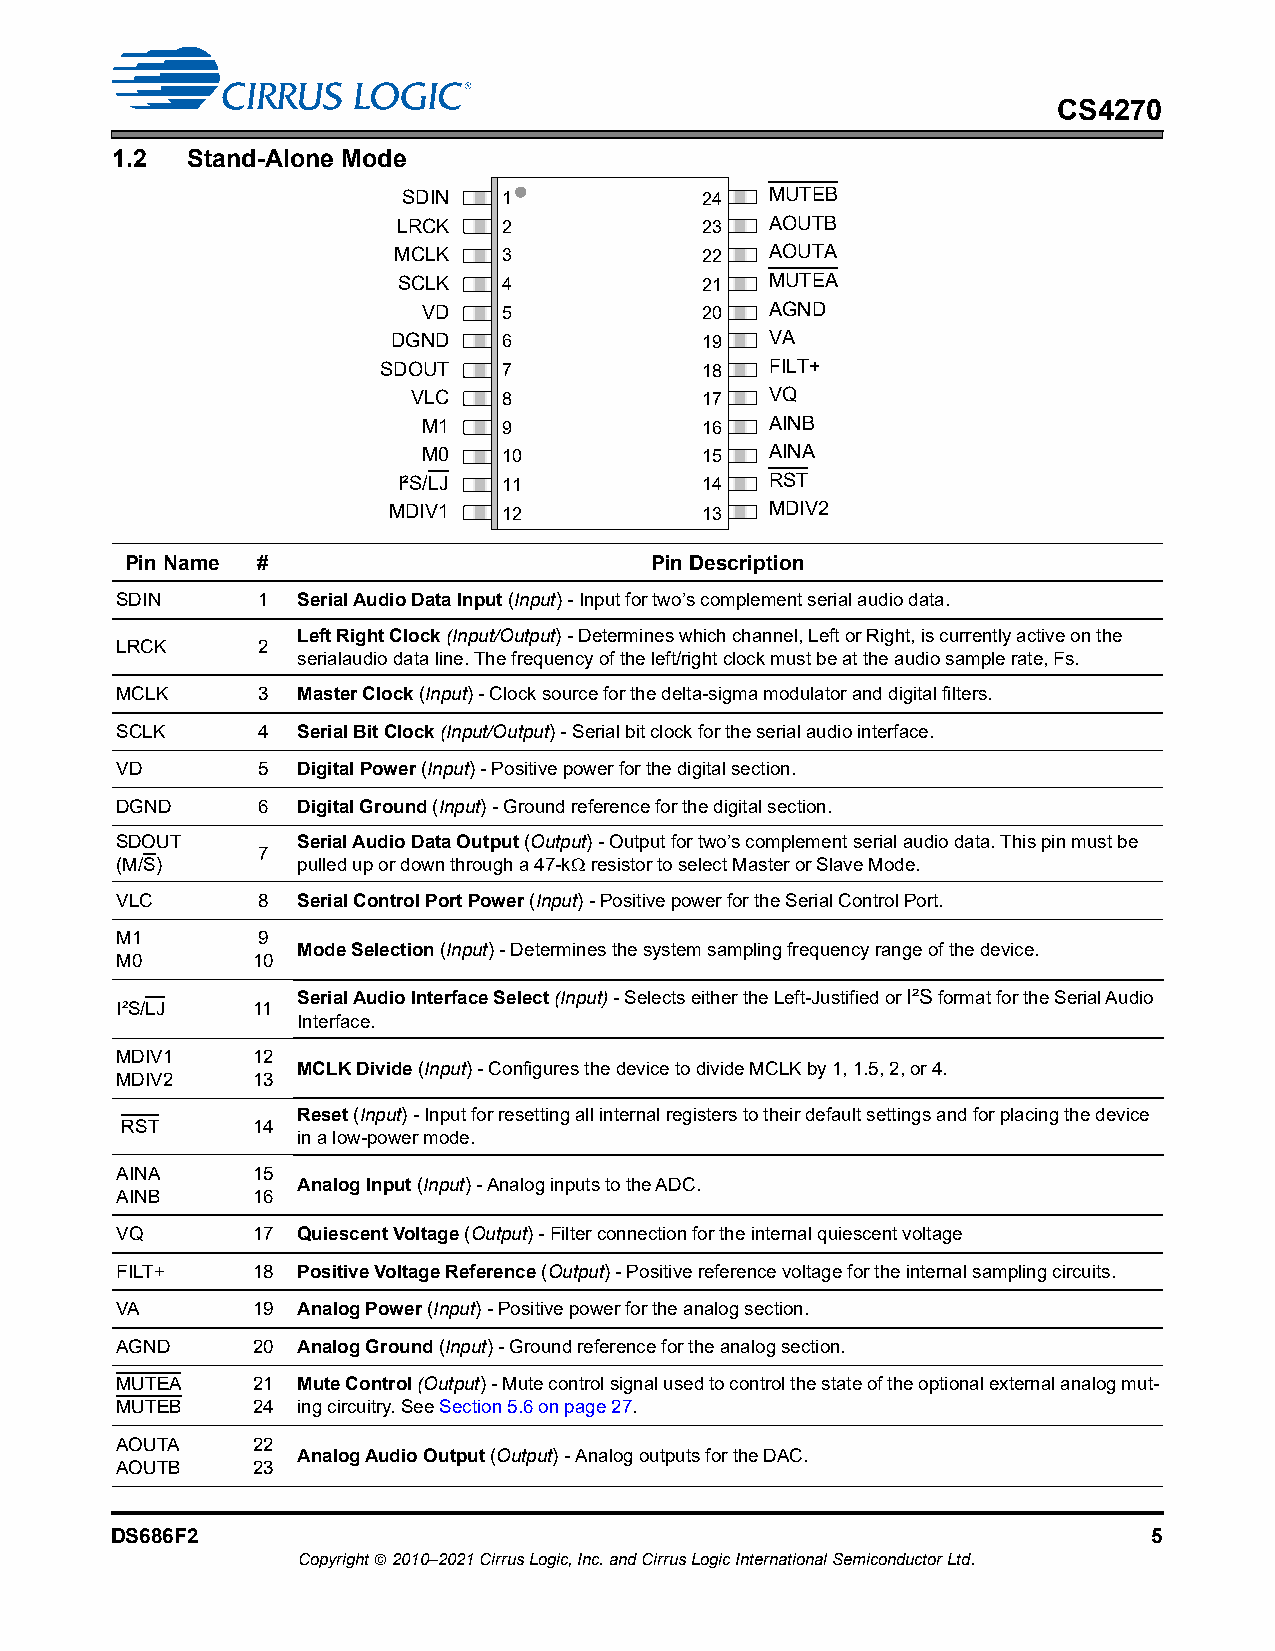 CIRRUS LOGIC®
CS4270
1.2 Stand-Alone Mode
SDIN 1 24 MUTEB
LRCK 2 23 AOUTB
MCLK 3 22 AOUTA
SCLK 4 21 MUTEA
VD 5 20 AGND
DGND 6 19 VA
SDOUT 7 18 FILT+
VLC 8 17 VQ
M1 9 16 AINB
M0 10 15 AINA
I²S/LJ 11 14 RST
MDIV1 12 13 MDIV2
Pin Name # Pin Description
SDIN 1 Serial Audio Data Input (Input) - Input for two’s complement serial audio data.
LRCK 2 Left Right Clock (Input/Output) - Determines which channel, Left or Right, is currently active on the
serialaudio data line. The frequency of the left/right clock must be at the audio sample rate, Fs.
MCLK 3 Master Clock (Input) - Clock source for the delta-sigma modulator and digital filters.
SCLK 4 Serial Bit Clock (Input/Output) - Serial bit clock for the serial audio interface.
VD 5 Digital Power (Input) - Positive power for the digital section.
DGND 6 Digital Ground (Input) - Ground reference for the digital section.
SDOUT
(M/S) 7 Serial Audio Data Output (Output) - Output for two’s complement serial audio data. This pin must be
pulled up or down through a 47-kΩ resistor to select Master or Slave Mode.
VLC 8 Serial Control Port Power (Input) - Positive power for the Serial Control Port.
M1 9
M0 10 Mode Selection (Input) - Determines the system sampling frequency range of the device.
I²S/LJ 11 Serial Audio Interface Select (Input) - Selects either the Left-Justified or I²S format for the Serial Audio
Interface.
MDIV1 12
MDIV2 13 MCLK Divide (Input) - Configures the device to divide MCLK by 1, 1.5, 2, or 4.
RST 14 Reset (Input) - Input for resetting all internal registers to their default settings and for placing the device
in a low-power mode.
AINA 15
AINB 16 Analog Input (Input) - Analog inputs to the ADC.
VQ 17 Quiescent Voltage (Output) - Filter connection for the internal quiescent voltage
FILT+ 18 Positive Voltage Reference (Output) - Positive reference voltage for the internal sampling circuits.
VA 19 Analog Power (Input) - Positive power for the analog section.
AGND 20 Analog Ground (Input) - Ground reference for the analog section.
MUTEA 21 Mute Control (Output) - Mute control signal used to control the state of the optional external analog mut-
MUTEB 24 ing circuitry. See Section 5.6 on page 27.
AOUTA 22
AOUTB 23 Analog Audio Output (Output) - Analog outputs for the DAC.
DS686F2 5
Copyright © 2010–2021 Cirrus Logic, Inc. and Cirrus Logic International Semiconductor Ltd.